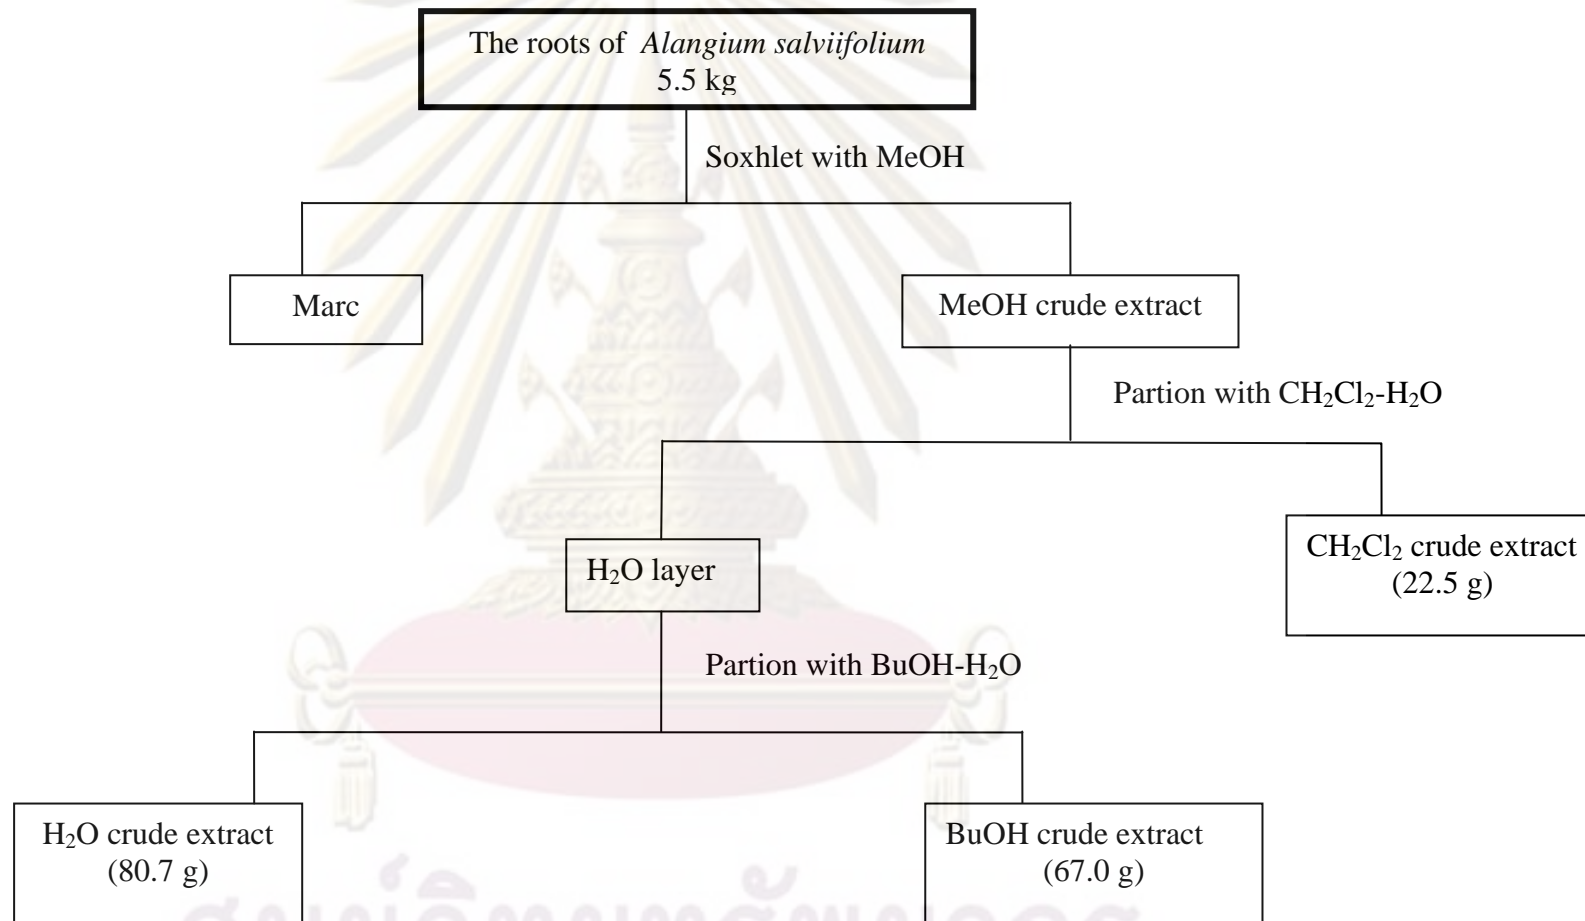 The roots of Alangium salviifolium
5.5 kg
Soxhlet with MeOH
Marc
MeOH crude extract
Partion with CH₂Cl₂-H₂O
H₂O layer
CH₂Cl₂ crude extract
(22.5 g)
Partion with BuOH-H₂O
H₂O crude extract
(80.7 g)
BuOH crude extract
(67.0 g)